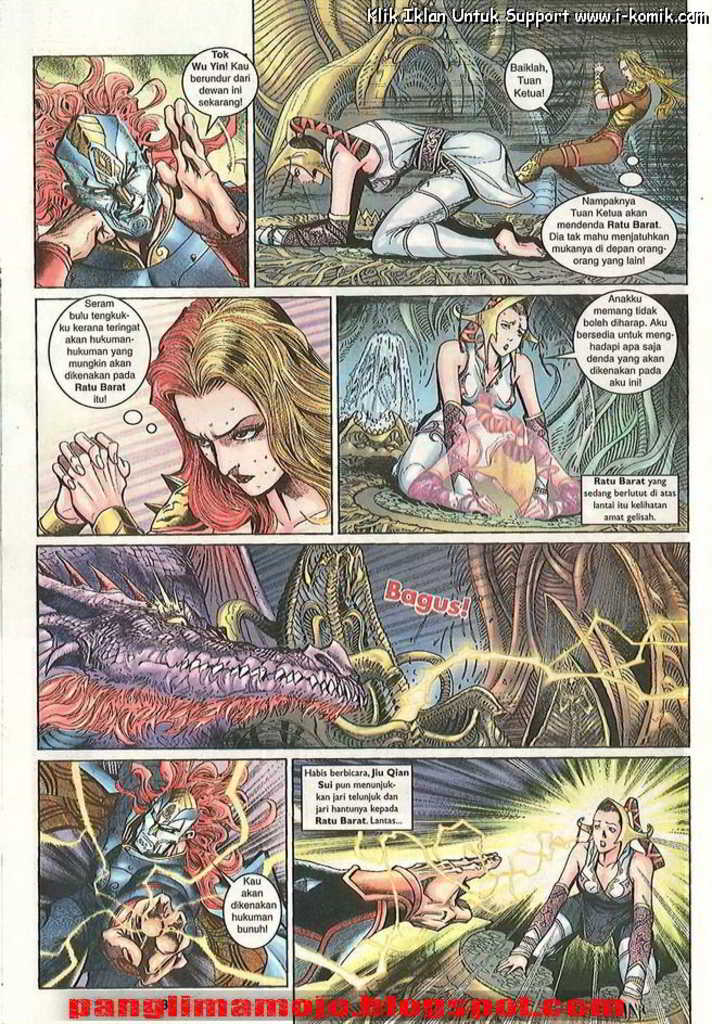 Klik Iklan Untuk Support www.i-komik.com
Tok
Wu Yin! Kau
berundur dari
dewan ini
sekarang!
Baiklah,
Tuan
Ketua!
Nampaknya
Tuan Ketua akan
mendenda Ratu Barat.
Dia tak mahu menjatuhkan
mukanya di depan orang-
orang yang lain!
Seram
bulu tengkuk-
ku kerana teringat
akan hukuman-
hukuman yang
mungkin akan
dikenakan pada
Ratu Barat
itu!
Anakku
memang tidak
boleh diharap. Aku
bersedia untuk meng-
hadapi apa saja
denda yang akan
dikenakan pada
aku ini!
Ratu Barat yang
sedang berlutut di atas
lantai itu kelihatan
amat gelisah.
Bagus!
Kau
akan
dikenakan
hukuman
bunuh!
Habis berbicara, Jiu Qian
Sui pun menunjuk-
kan jari telunjuk dan
jari hantunya kepada
Ratu Barat. Lantas...
panglimamojo.blogspot.com